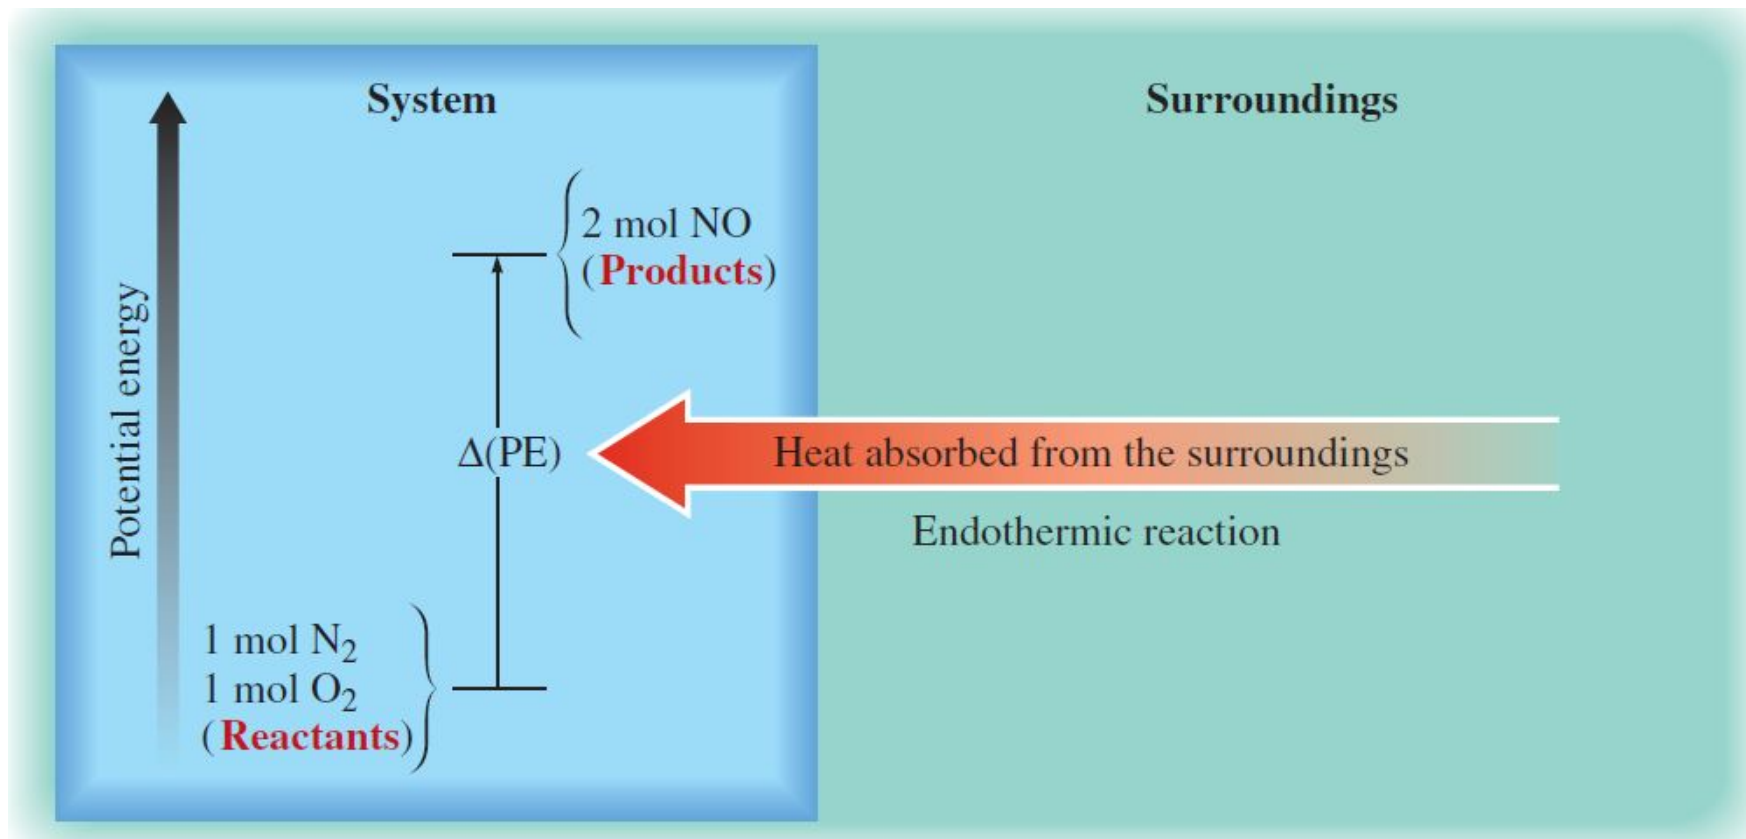 System
Surroundings
Potential energy
2 mol NO
(Products)
Δ(PE)
Heat absorbed from the surroundings
Endothermic reaction
1 mol N₂
1 mol O₂
(Reactants)